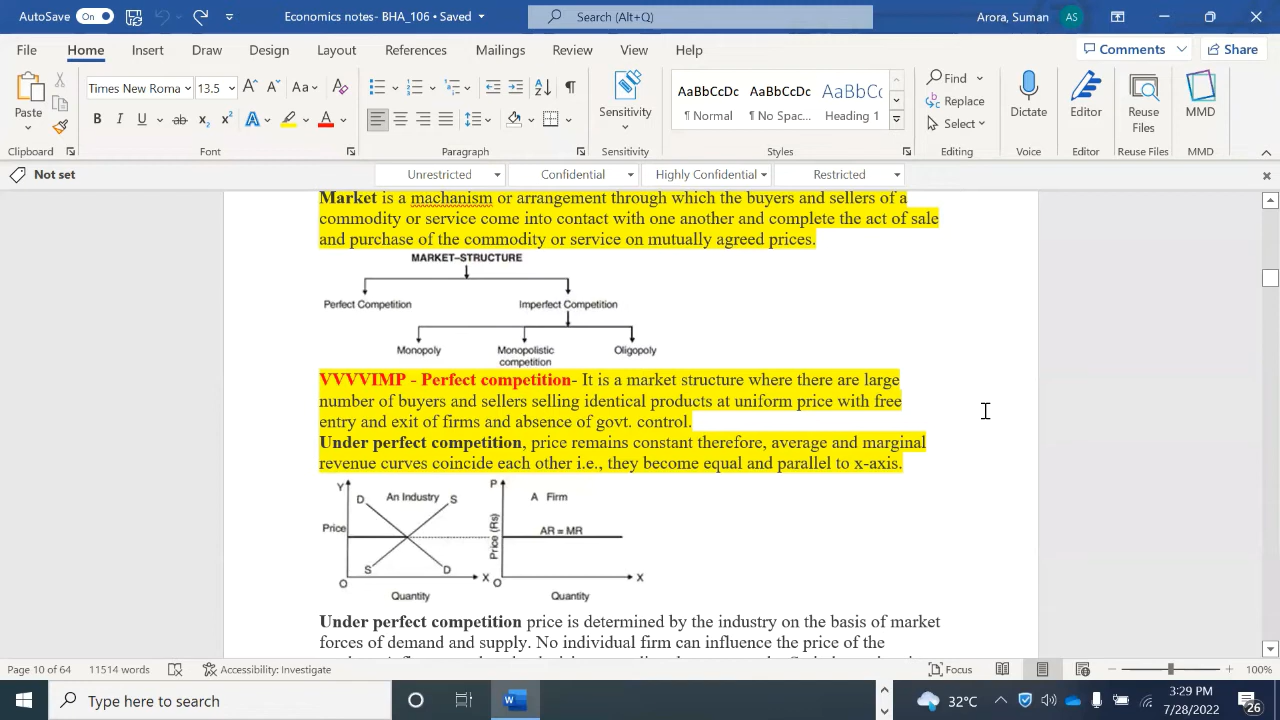 AutoSave On Economics notes- BHA_106 • Saved Search (Alt+Q) Arora, Suman AS
File Home Insert Draw Design Layout References Mailings Review View Help Comments Share
Paste
Clipboard
Times New Roma 13.5 A A Aa A
B I U ab x₂ x² A A
Font
Paragraph
Sensitivity
Sensitivity
AaBbCcDc AaBbCcDc AaBbCc
¶ Normal ¶ No Spac... Heading 1
Styles
Find
Replace
Select
Editing
Dictate
Voice
Editor
Editor
Reuse
Files
Reuse Files
MMD
MMD
Not set Unrestricted Confidential Highly Confidential Restricted
Market is a machanism or arrangement through which the buyers and sellers of a
commodity or service come into contact with one another and complete the act of sale
and purchase of the commodity or service on mutually agreed prices.
MARKET–STRUCTURE
Perfect Competition Imperfect Competition
Monopoly Monopolistic Oligopoly
competition
VVVVIMP - Perfect competition- It is a market structure where there are large
number of buyers and sellers selling identical products at uniform price with free
entry and exit of firms and absence of govt. control.
Under perfect competition, price remains constant therefore, average and marginal
revenue curves coincide each other i.e., they become equal and parallel to x-axis.
Y D An Industry S
Price
S D
O X
Quantity
P A Firm
Price (Rs)
AR = MR
O X
Quantity
Under perfect competition price is determined by the industry on the basis of market
forces of demand and supply. No individual firm can influence the price of the
Page 10 of 64 11514 words Accessibility: Investigate Focus 100%
Type here to search 32°C 3:29 PM
7/28/2022 26